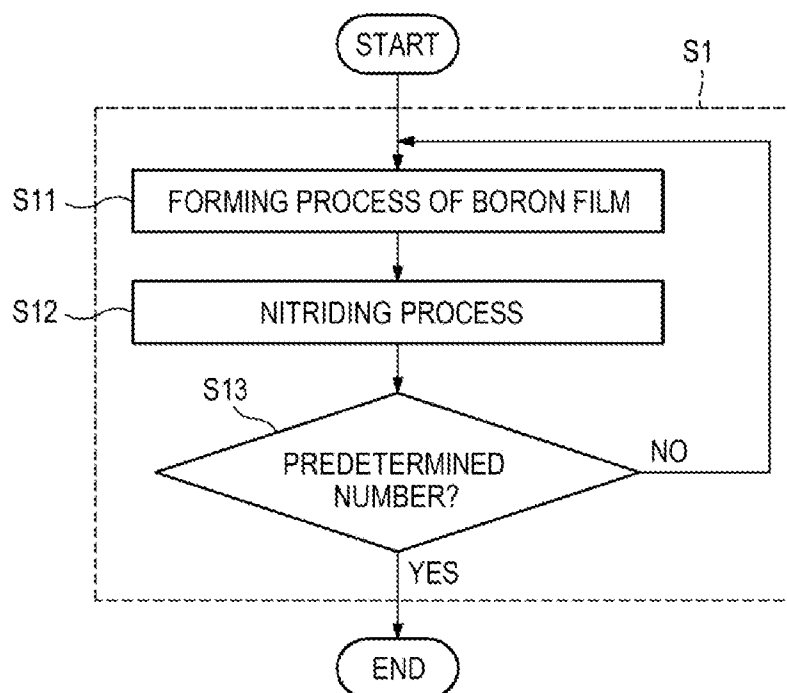 START
S1
S11
FORMING PROCESS OF BORON FILM
S12
NITRIDING PROCESS
S13
PREDETERMINED
NUMBER?
NO
YES
END